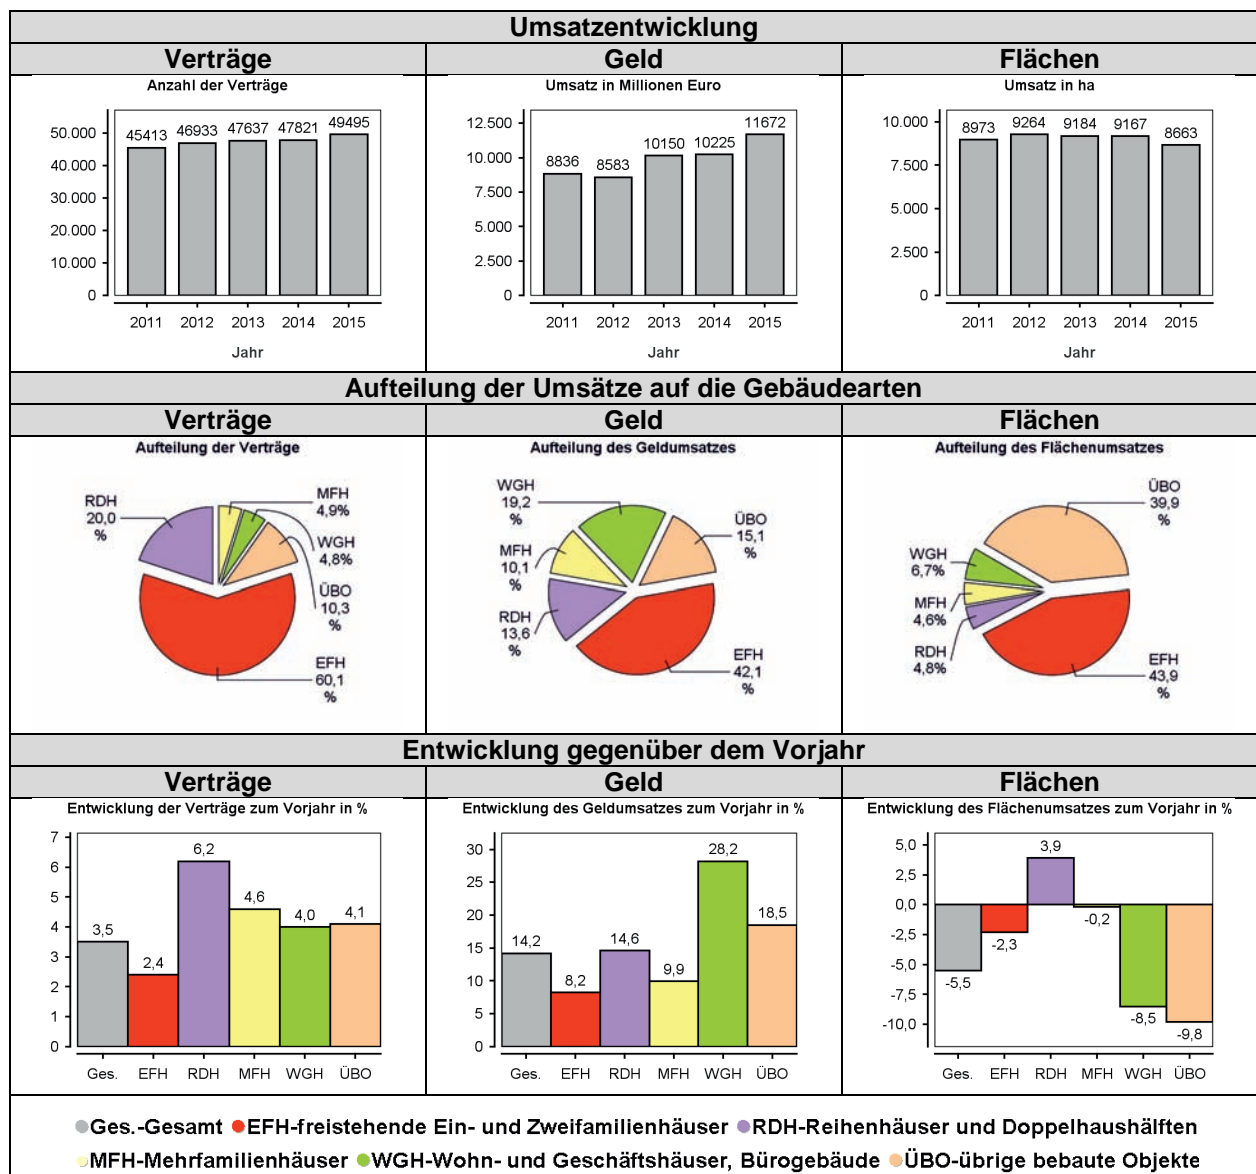 Umsatzentwicklung
Verträge
Geld
Flächen
Anzahl der Verträge
50.000
40.000
30.000
20.000
10.000
0
45413
46933
47637
47821
49495
2011
2012
2013
2014
2015
Jahr
Umsatz in Millionen Euro
12.500
10.000
7.500
5.000
2.500
0
8836
8583
10150
10225
11672
2011
2012
2013
2014
2015
Jahr
Umsatz in ha
10.000
7.500
5.000
2.500
0
8973
9264
9184
9167
8663
2011
2012
2013
2014
2015
Jahr
Aufteilung der Umsätze auf die Gebäudearten
Verträge
Geld
Flächen
Aufteilung der Verträge
RDH
20,0
%
MFH
4,9%
WGH
4,8%
ÜBO
10,3
%
EFH
60,1
%
Aufteilung des Geldumsatzes
WGH
19,2
%
ÜBO
15,1
%
MFH
10,1
%
RDH
13,6
%
EFH
42,1
%
Aufteilung des Flächenumsatzes
ÜBO
39,9
%
WGH
6,7%
MFH
4,6%
RDH
4,8%
EFH
43,9
%
Entwicklung gegenüber dem Vorjahr
Verträge
Geld
Flächen
Entwicklung der Verträge zum Vorjahr in %
7
6
5
4
3
2
1
0
3,5
2,4
6,2
4,6
4,0
4,1
Ges.
EFH
RDH
MFH
WGH
ÜBO
Entwicklung des Geldumsatzes zum Vorjahr in %
30
25
20
15
10
5
0
14,2
8,2
14,6
9,9
28,2
18,5
Ges.
EFH
RDH
MFH
WGH
ÜBO
Entwicklung des Flächenumsatzes zum Vorjahr in %
5,0
2,5
0,0
-2,5
-5,0
-7,5
-10,0
-5,5
-2,3
3,9
-0,2
-8,5
-9,8
Ges.
EFH
RDH
MFH
WGH
ÜBO
Ges.-Gesamt EFH-freistehende Ein- und Zweifamilienhäuser RDH-Reihenhäuser und Doppelhaushälften
MFH-Mehrfamilienhäuser WGH-Wohn- und Geschäftshäuser, Bürogebäude ÜBO-übrige bebaute Objekte